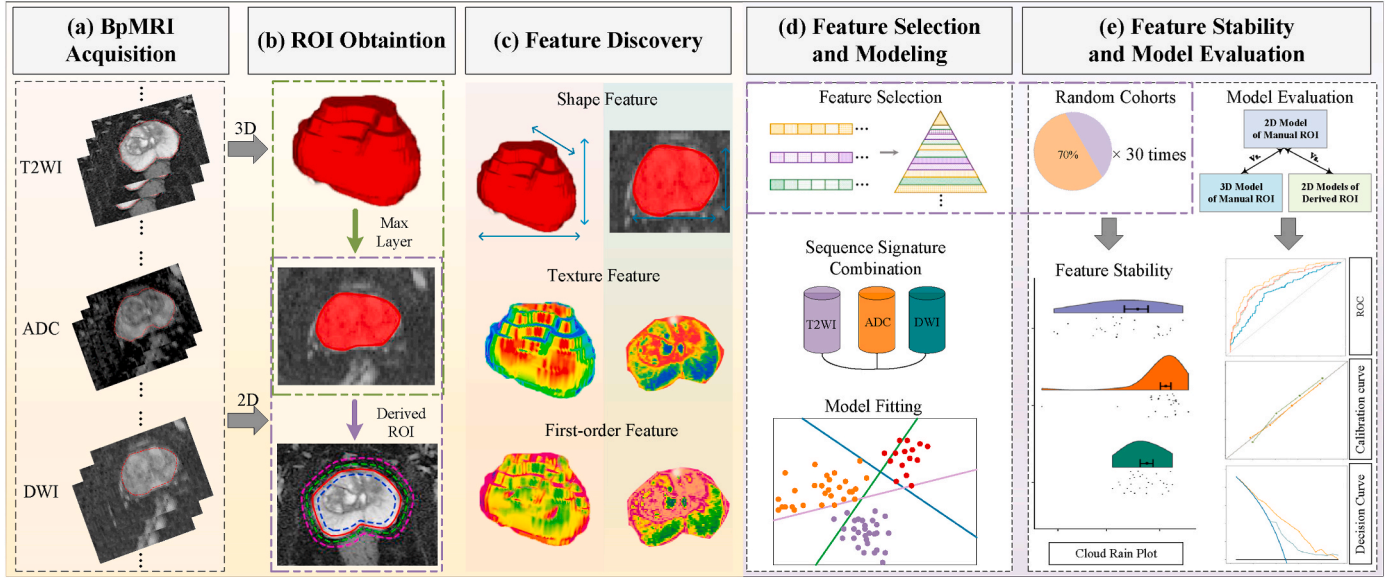 (a) BpMRI
Acquisition
T2WI
ADC
DWI
3D
2D
(b) ROI Obtaintion
Max
Layer
Derived
ROI
(c) Feature Discovery
Shape Feature
Texture Feature
First-order Feature
(d) Feature Selection
and Modeling
Feature Selection
Sequence Signature
Combination
T2WI
ADC
DWI
Model Fitting
(e) Feature Stability
and Model Evaluation
Random Cohorts
70%
× 30 times
Feature Stability
Cloud Rain Plot
Model Evaluation
2D Model
of Manual ROI
Vs.
Vs.
3D Model
of Manual ROI
2D Models of
Derived ROI
ROC
Calibration curve
Decision Curve